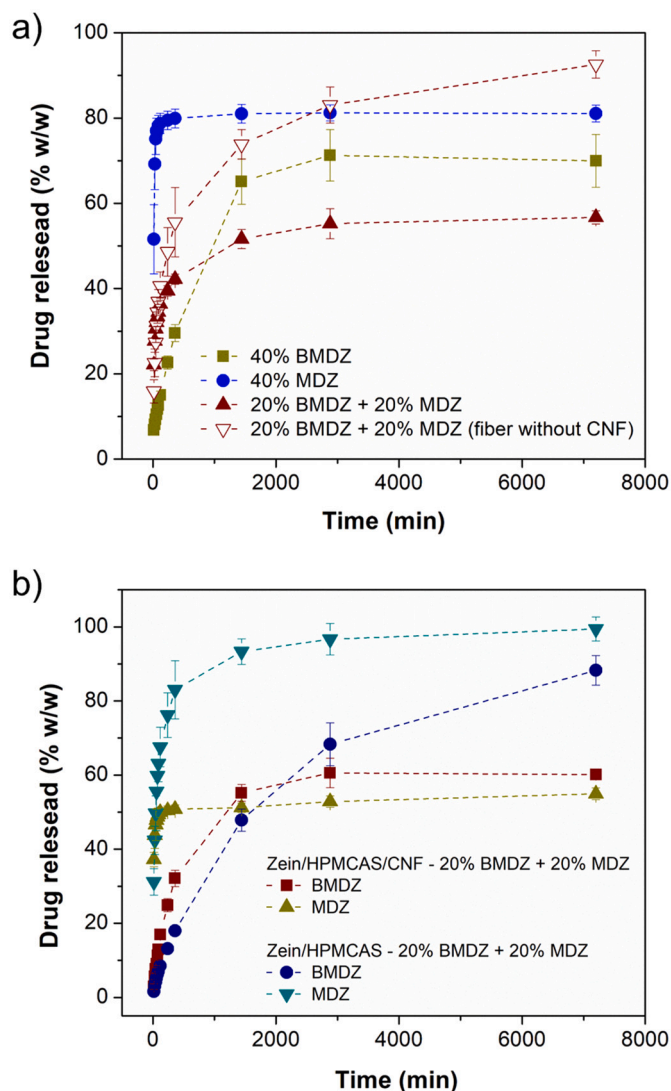 a)
100
80
60
40
20
0
Drug relesead (% w/w)
40% BMDZ
40% MDZ
20% BMDZ + 20% MDZ
20% BMDZ + 20% MDZ (fiber without CNF)
0 2000 4000 6000 8000
Time (min)
b)
100
80
60
40
20
0
Drug relesead (% w/w)
Zein/HPMCAS/CNF - 20% BMDZ + 20% MDZ
BMDZ
MDZ
Zein/HPMCAS - 20% BMDZ + 20% MDZ
BMDZ
MDZ
0 2000 4000 6000 8000
Time (min)